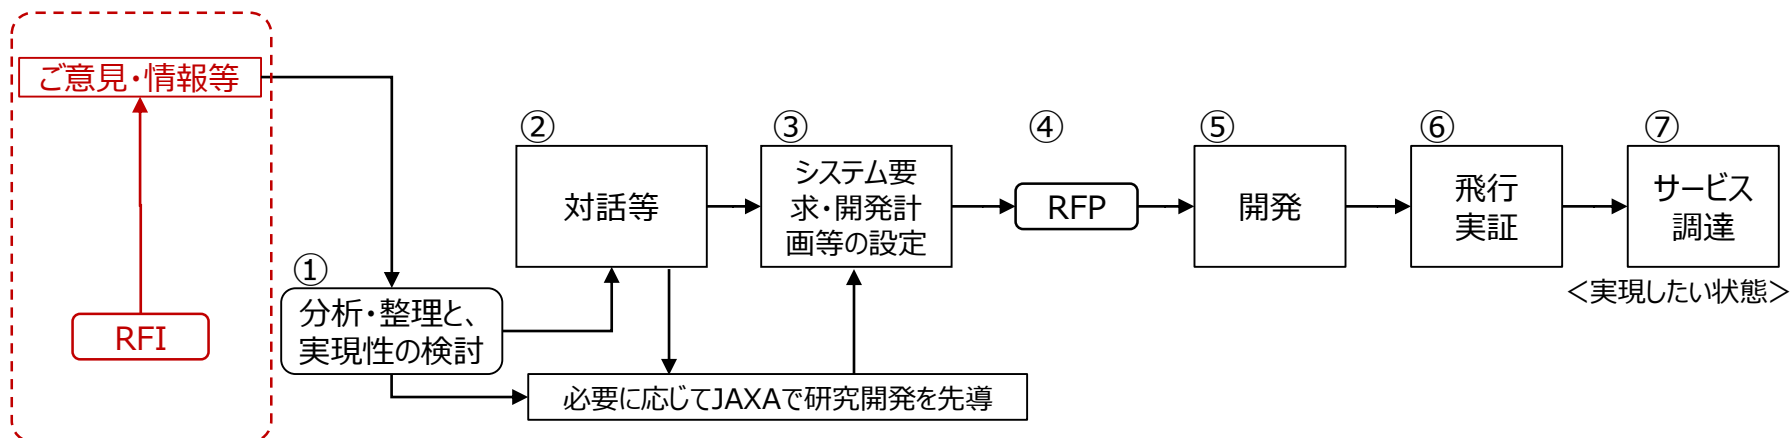 ご意見・情報等
RFI
①
分析・整理と、
実現性の検討
②
対話等
③
システム要
求・開発計
画等の設定
④
RFP
⑤
開発
⑥
飛行
実証
⑦
サービス
調達
＜実現したい状態＞
必要に応じてJAXAで研究開発を先導